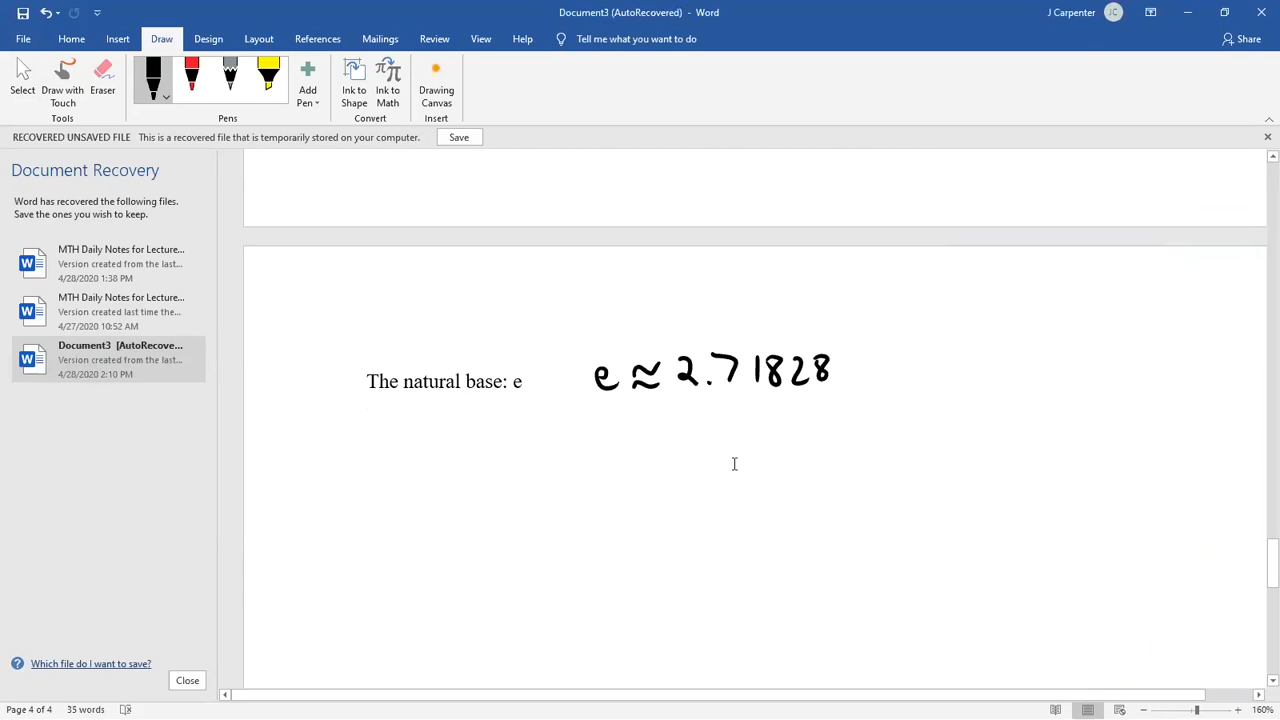 Document3 (AutoRecovered) - Word
J Carpenter JC
File Home Insert Draw Design Layout References Mailings Review View Help Tell me what you want to do Share
Select Draw with Touch Eraser Add Pen Ink to Shape Ink to Math Drawing Canvas
Tools Pens Convert Insert
RECOVERED UNSAVED FILE This is a recovered file that is temporarily stored on your computer. Save
Document Recovery
Word has recovered the following files.
Save the ones you wish to keep.
MTH Daily Notes for Lecture...
Version created from the last...
4/28/2020 1:38 PM
MTH Daily Notes for Lecture...
Version created last time the...
4/27/2020 10:52 AM
Document3 [AutoRecove...
Version created from the last...
4/28/2020 2:10 PM
The natural base: e e ≈ 2.71828
Which file do I want to save?
Close
Page 4 of 4 35 words 160%